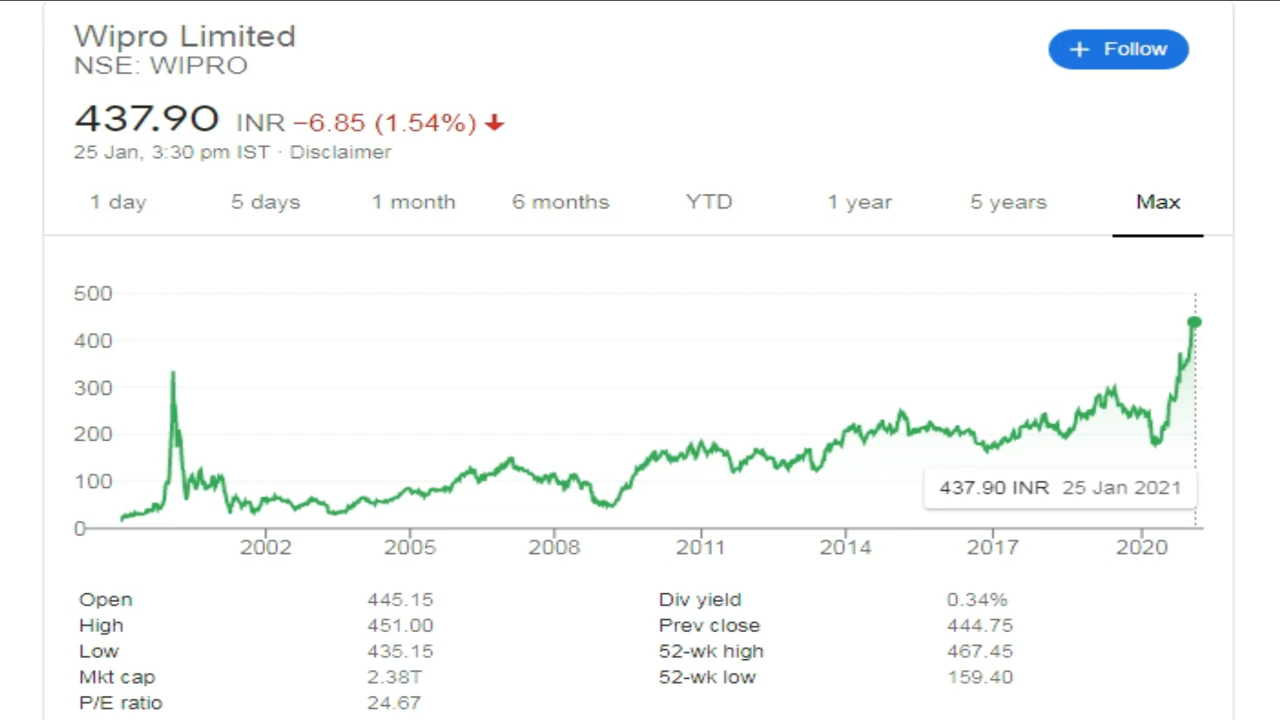 Wipro Limited
NSE: WIPRO
+ Follow
437.90 INR −6.85 (1.54%)
25 Jan, 3:30 pm IST · Disclaimer
1 day 5 days 1 month 6 months YTD 1 year 5 years Max
500
400
300
200
100
0
437.90 INR 25 Jan 2021
2002 2005 2008 2011 2014 2017 2020
Open 445.15 Div yield 0.34%
High 451.00 Prev close 444.75
Low 435.15 52-wk high 467.45
Mkt cap 2.38T 52-wk low 159.40
P/E ratio 24.67